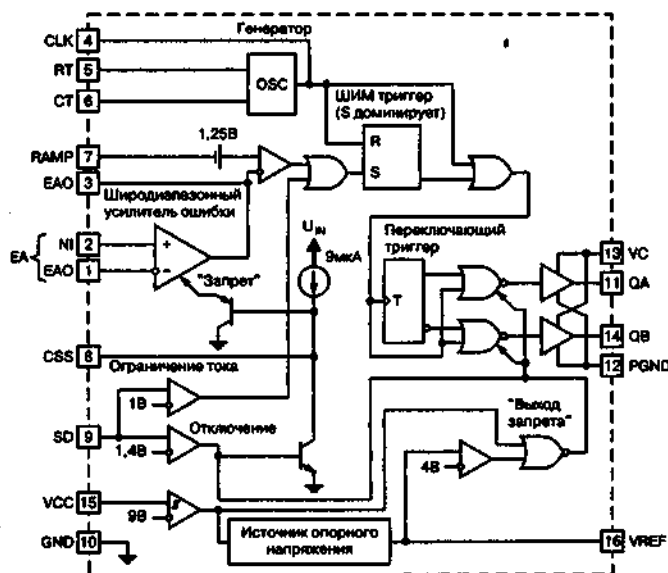 Генератор
CLK 4
RT 5
CT 6
OSC
ШИМ триггер
(S доминирует)
1,25В
R
S
RAMP 7
EAO 3
Широдиапазонный
усилитель ошибки
U IN
9мкА
Переключающий
триггер
EA
NI 2
EAO 1
+
-
"Запрет"
T
13 VC
11 QA
14 QB
12 PGND
CSS 8
Ограничение тока
1В
SD 9
Отключение
1,4В
"Выход
запрета"
4В
VCC 15
9В
GND 10
Источник опорного
напряжения
16 VREF